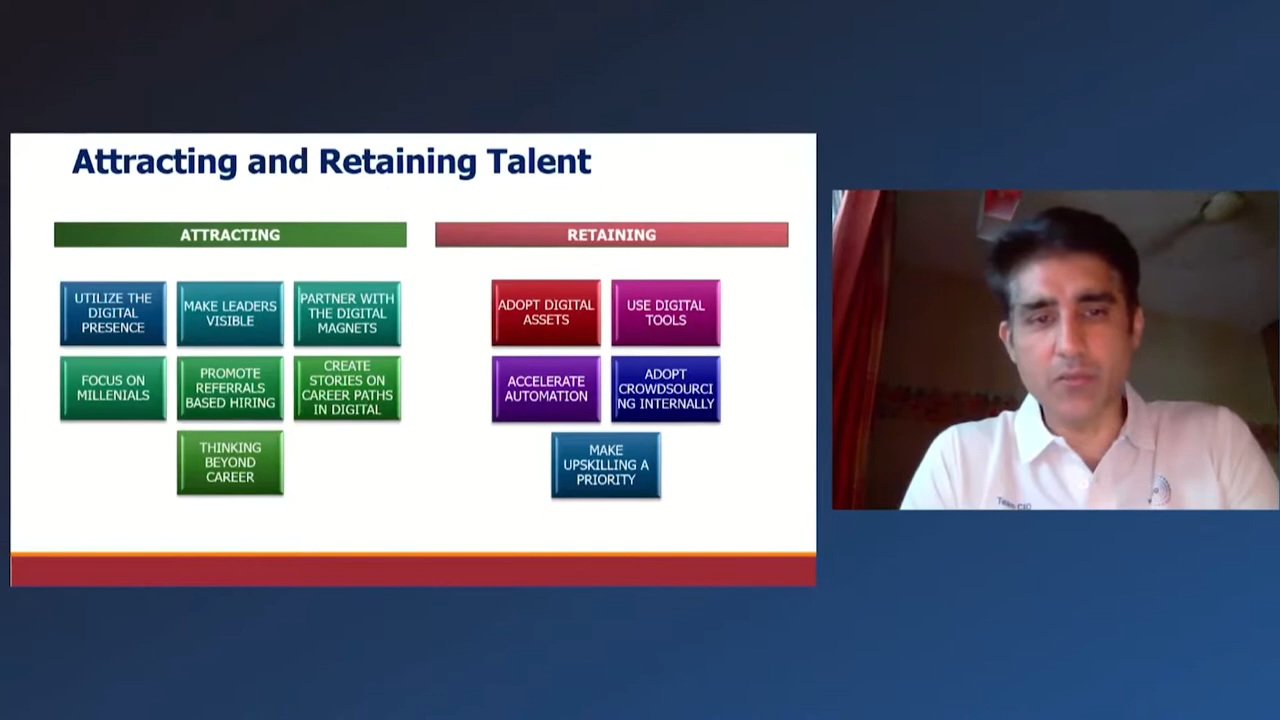 Attracting and Retaining Talent
ATTRACTING
UTILIZE THE
DIGITAL
PRESENCE
MAKE LEADERS
VISIBLE
PARTNER WITH
THE DIGITAL
MAGNETS
FOCUS ON
MILLENIALS
PROMOTE
REFERRALS
BASED HIRING
CREATE
STORIES ON
CAREER PATHS
IN DIGITAL
THINKING
BEYOND
CAREER
RETAINING
ADOPT DIGITAL
ASSETS
USE DIGITAL
TOOLS
ACCELERATE
AUTOMATION
ADOPT
CROWDSOURCI
NG INTERNALLY
MAKE
UPSKILLING A
PRIORITY